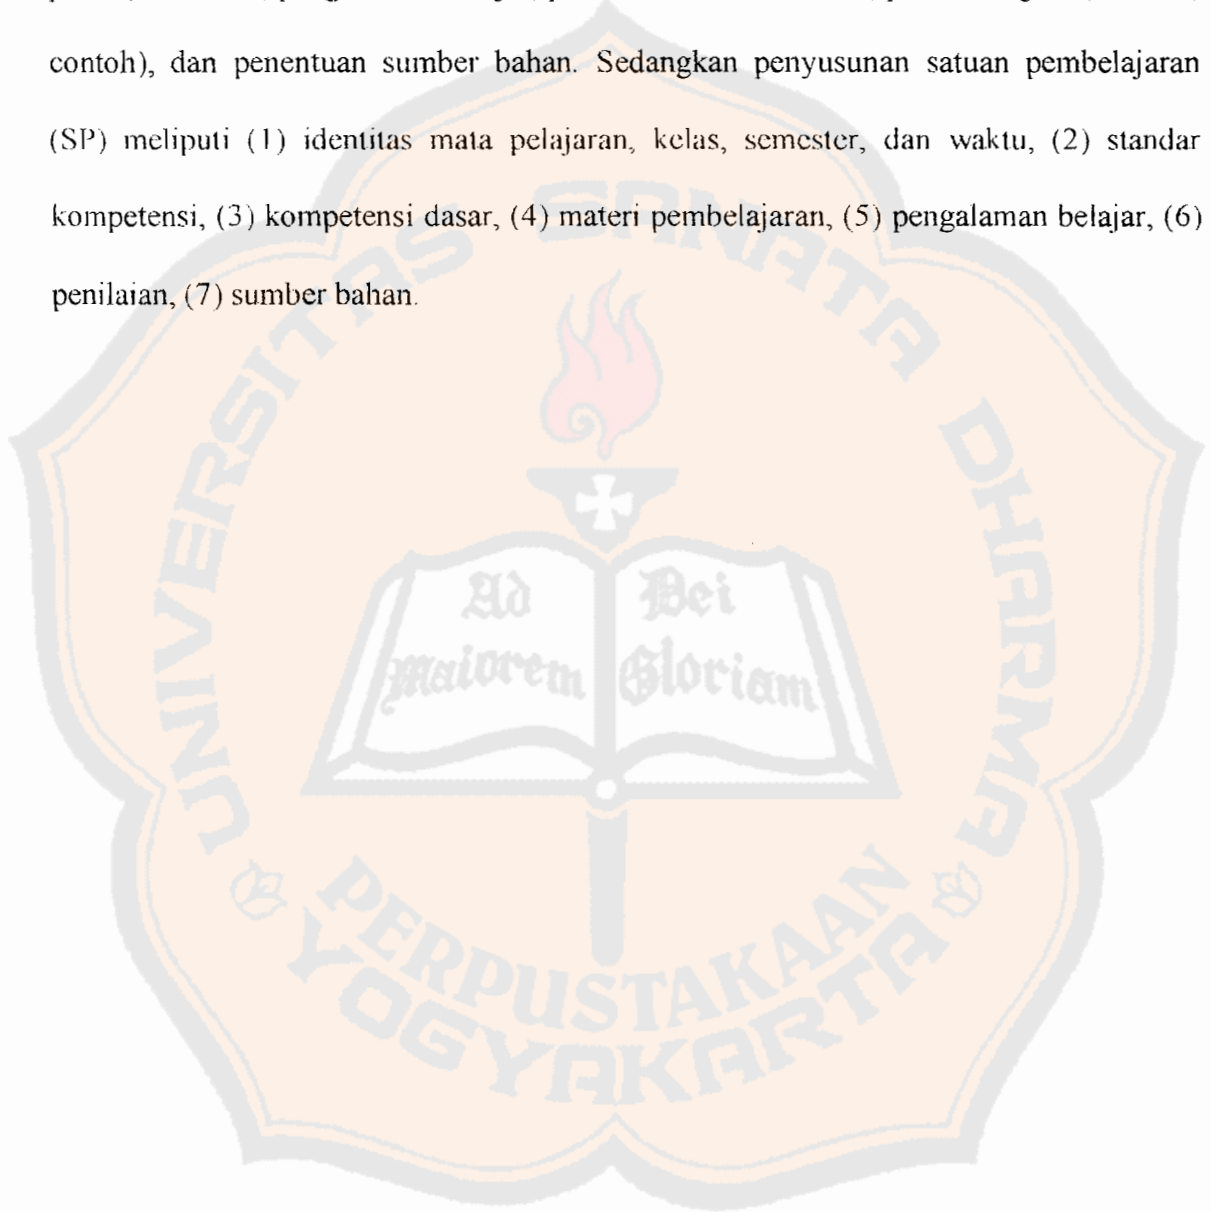 contoh), dan penentuan sumber bahan. Sedangkan penyusunan satuan pembelajaran
(SP) meliputi (1) identitas mata pelajaran, kelas, semester, dan waktu, (2) standar
kompetensi, (3) kompetensi dasar, (4) materi pembelajaran, (5) pengalaman belajar, (6)
penilaian, (7) sumber bahan.
UNIVERSITAS SANATA DHARMA
Ad Dei
Maiorem Gloriam
PERPUSTAKAAN
YOGYAKARTA